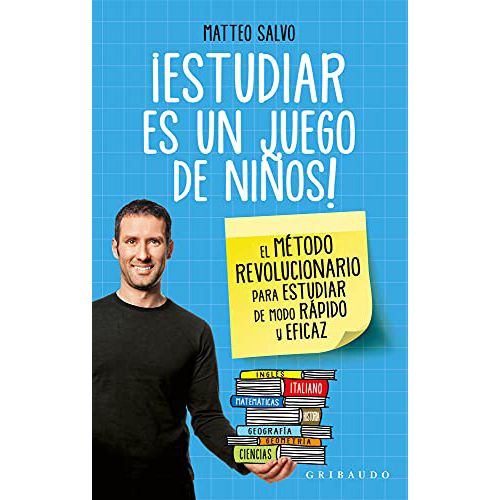 MATTEO SALVO
¡ESTUDIAR
ES UN JUEGO
DE NIÑOS!
EL MÉTODO
REVOLUCIONARIO
PARA ESTUDIAR
DE MODO RÁPIDO
Y EFICAZ
INGLÉS
ITALIANO
MATEMÁTICAS
HISTORIA
GEOGRAFÍA
GEOMETRÍA
CIENCIAS
GRIBAUDO